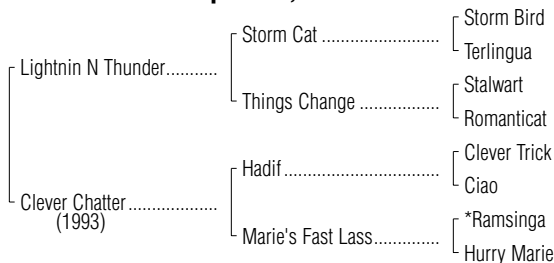 Storm Bird
Storm Cat ........................
Terlingua
Lightnin N Thunder...........
Stalwart
Things Change ................
Romanticat
Clever Trick
Hadif...............................
Ciao
Clever Chatter...................
(1993)
*Ramsinga
Marie's Fast Lass.............
Hurry Marie